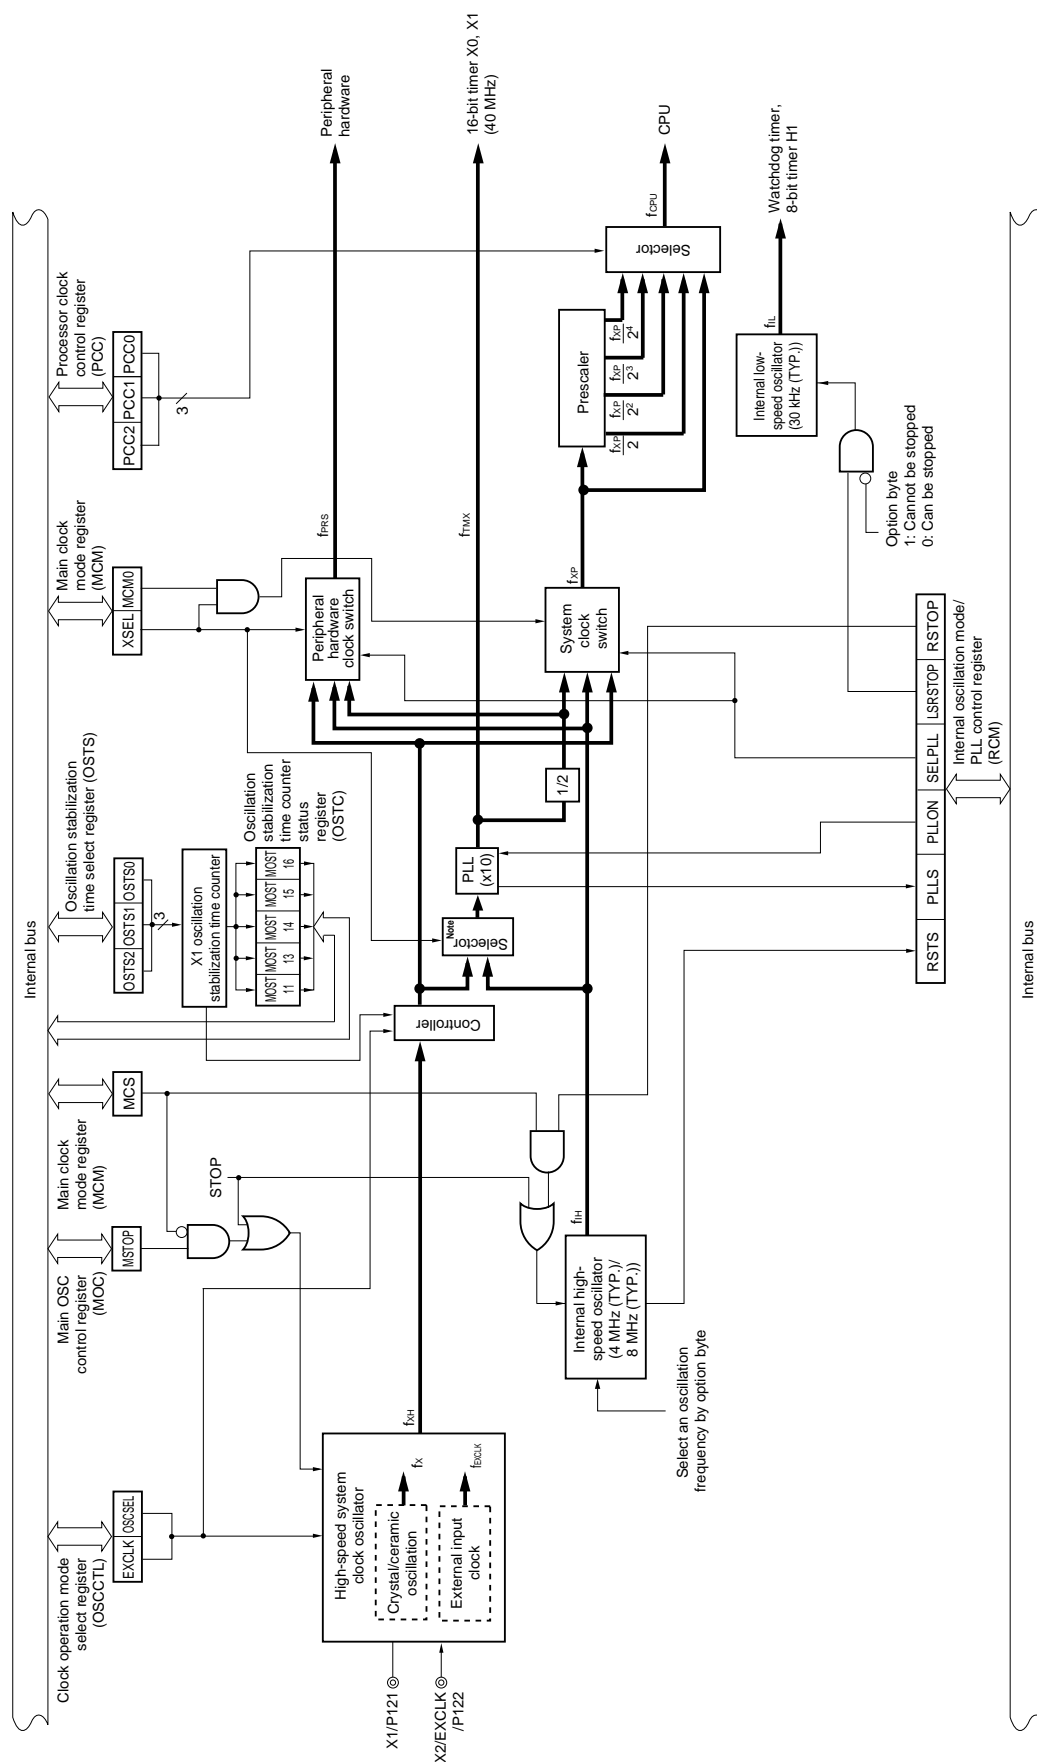 Internal bus
Clock operation mode
select register
(OSCCTL)
EXCLK
OSCSEL
Main OSC
control register
(MOC)
MSTOP
Main clock
mode register
(MCM)
MCS
STOP
Oscillation stabilization
time select register (OSTS)
OSTS2
OSTS1
OSTS0
3
X1 oscillation
stabilization time counter
MOST
11
MOST
13
MOST
14
MOST
15
MOST
16
Oscillation
stabilization
time counter
status
register
(OSTC)
Main clock
mode register
(MCM)
XSEL
MCM0
Processor clock
control register
(PCC)
PCC2
PCC1
PCC0
3
X1/P121
X2/EXCLK
/P122
High-speed system
clock oscillator
Crystal/ceramic
oscillation
fX
External input
clock
fEXCLK
fXH
Controller
Note
Selector
PLL
(x10)
1/2
Peripheral
hardware
clock switch
fPRS
Peripheral
hardware
fTMX
16-bit timer X0, X1
(40 MHz)
System
clock
switch
fXP
Prescaler
fXP
2
fXP
2²
fXP
2³
fXP
2⁴
Selector
fCPU
CPU
Internal high-
speed oscillator
(4 MHz (TYP.)/
8 MHz (TYP.))
fIH
Select an oscillation
frequency by option byte
Internal low-
speed oscillator
(30 kHz (TYP.))
fIL
Watchdog timer,
8-bit timer H1
Option byte
1: Cannot be stopped
0: Can be stopped
RSTS
PLLS
PLLON
SELPLL
LSRSTOP
RSTOP
Internal oscillation mode/
PLL control register
(RCM)
Internal bus